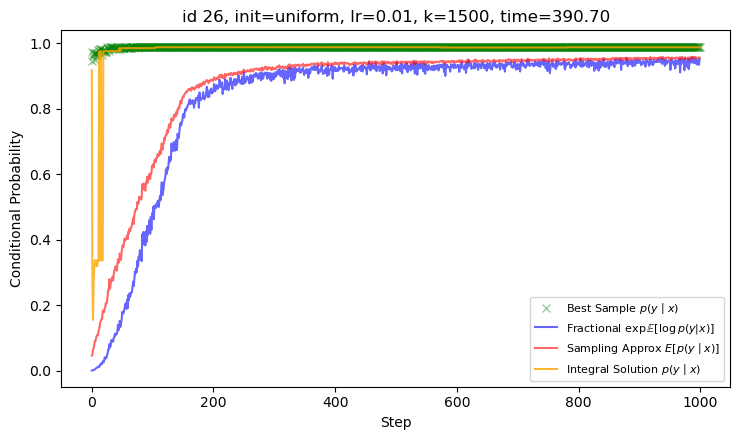 id 26, init=uniform, lr=0.01, k=1500, time=390.70
Conditional Probability
1.0
0.8
0.6
0.4
0.2
0.0
Best Sample p(y | x)
Fractional exp𝔼[log p(y|x)]
Sampling Approx E[p(y | x)]
Integral Solution p(y | x)
0 200 400 600 800 1000
Step